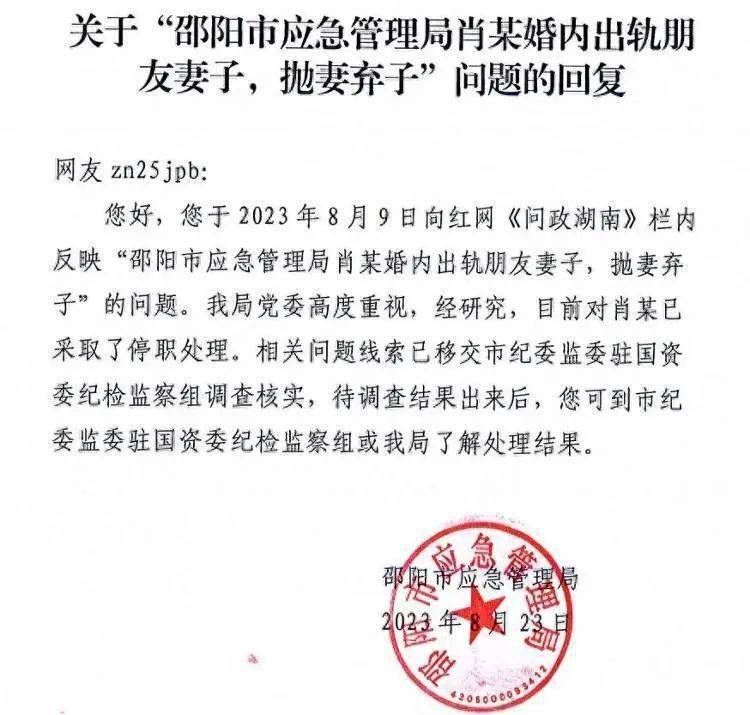 关于“邵阳市应急管理局肖某婚内出轨朋
友妻子，抛妻弃子”问题的回复
网友 zn25jpb：
您好，您于 2023 年 8 月 9 日向红网《问政湖南》栏内
反映“邵阳市应急管理局肖某婚内出轨朋友妻子，抛妻弃
子”的问题。我局党委高度重视，经研究，目前对肖某已
采取了停职处理。相关问题线索已移交市纪委监委驻国资
委纪检监察组调查核实，待调查结果出来后，您可到市纪
委监委驻国资委纪检监察组或我局了解处理结果。
邵阳市应急管理局
2023 年 8 月 23 日
邵阳市应急管理局
4305000093412